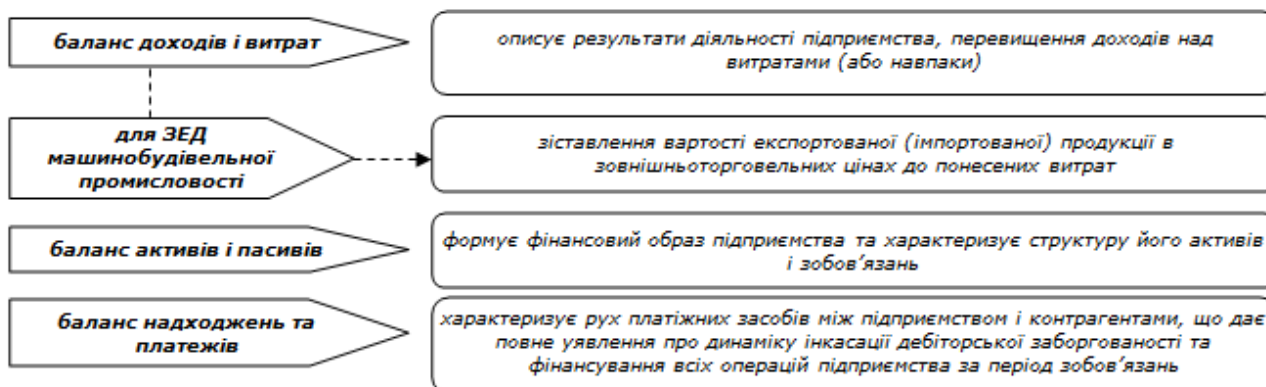 баланс доходів і витрат
описує результати діяльності підприємства, перевищення доходів над
витратами (або навпаки)
для ЗЕД
машинобудівельної
промисловості
зіставлення вартості експортованої (імпортованої) продукції в
зовнішньоторговельних цінах до понесених витрат
баланс активів і пасивів
формує фінансовий образ підприємства та характеризує структуру його активів
і зобов’язань
баланс надходжень та
платежів
характеризує рух платіжних засобів між підприємством і контрагентами, що дає
повне уявлення про динаміку інкасації дебіторської заборгованості та
фінансування всіх операцій підприємства за період зобов’язань